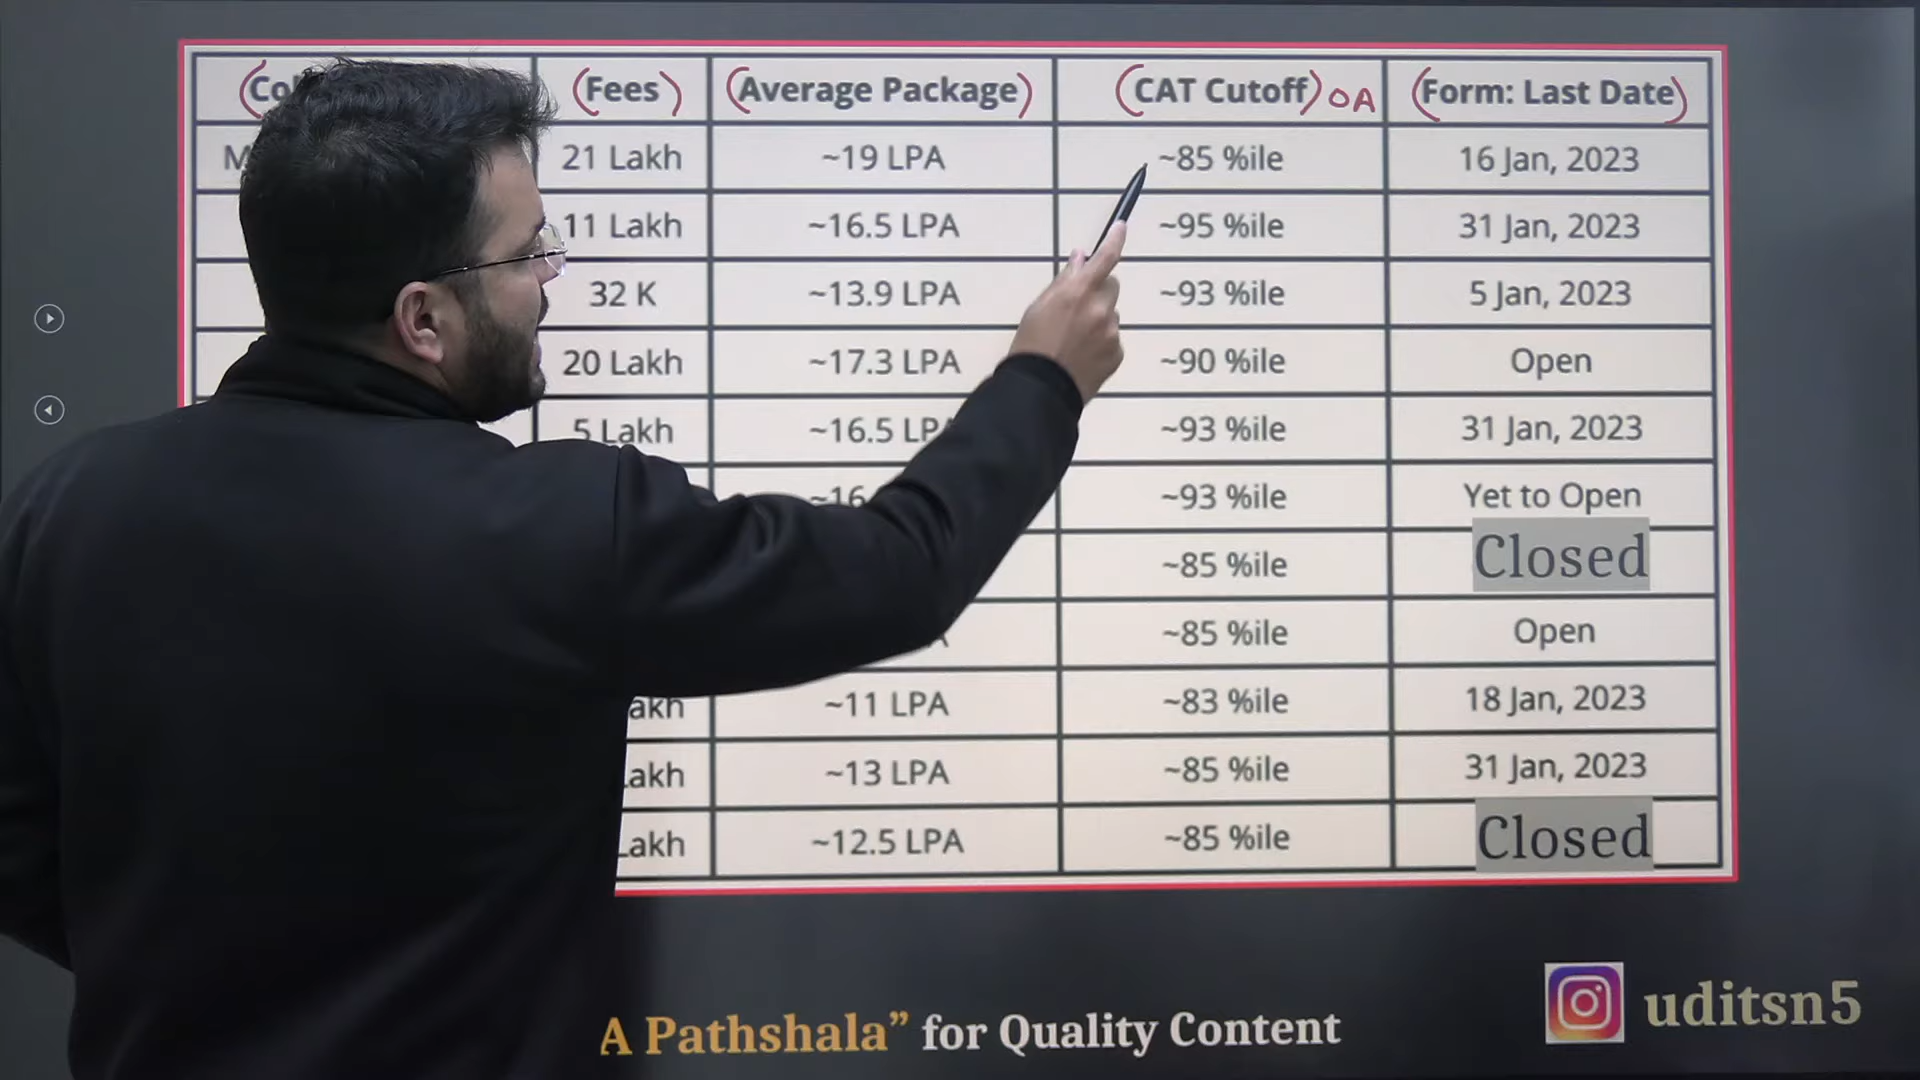 (Fees) (Average Package) (CAT Cutoff) OA (Form: Last Date)
21 Lakh ~19 LPA ~85 %ile 16 Jan, 2023
11 Lakh ~16.5 LPA ~95 %ile 31 Jan, 2023
32 K ~13.9 LPA ~93 %ile 5 Jan, 2023
20 Lakh ~17.3 LPA ~90 %ile Open
5 Lakh ~16.5 LPA ~93 %ile 31 Jan, 2023
~93 %ile Yet to Open
~85 %ile Closed
~85 %ile Open
~11 LPA ~83 %ile 18 Jan, 2023
~13 LPA ~85 %ile 31 Jan, 2023
~12.5 LPA ~85 %ile Closed
A Pathshala” for Quality Content
uditsn5